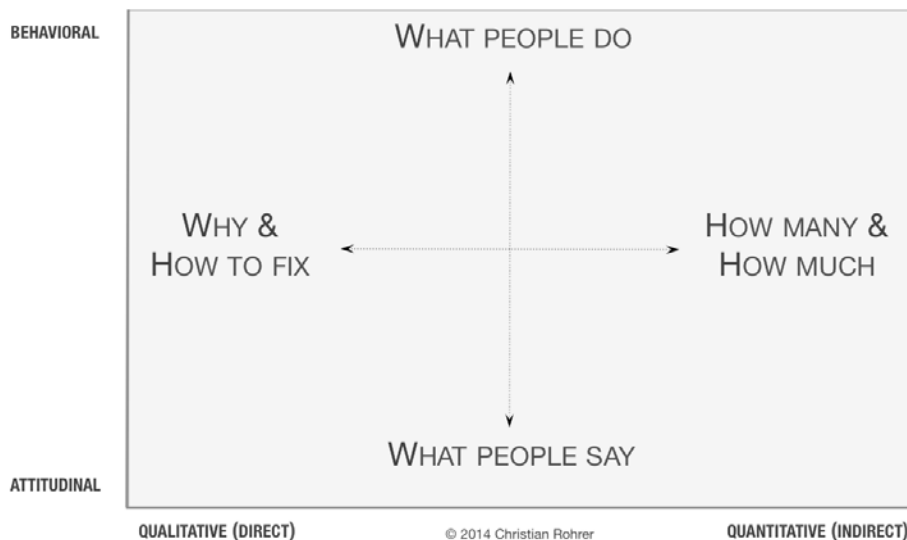 BEHAVIORAL
WHAT PEOPLE DO
WHY &
HOW TO FIX
HOW MANY &
HOW MUCH
WHAT PEOPLE SAY
ATTITUDINAL
QUALITATIVE (DIRECT)
© 2014 Christian Rohrer
QUANTITATIVE (INDIRECT)